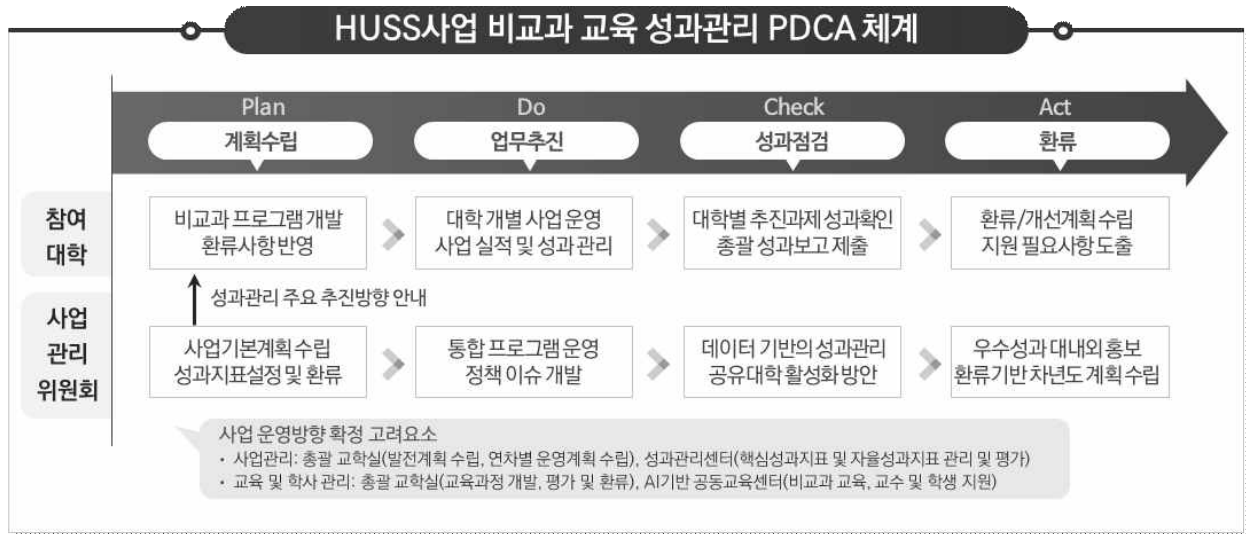 HUSS사업 비교과 교육 성과관리 PDCA 체계
Plan
계획수립
Do
업무추진
Check
성과점검
Act
환류
참여
대학
비교과 프로그램 개발
환류사항 반영
대학 개별 사업 운영
사업 실적 및 성과 관리
대학별 추진과제 성과확인
총괄 성과보고 제출
환류/개선계획 수립
지원 필요사항 도출
성과관리 주요 추진방향 안내
사업
관리
위원회
사업기본계획 수립
성과지표설정 및 환류
통합 프로그램 운영
정책 이슈 개발
데이터 기반의 성과관리
공유대학 활성화 방안
우수성과 대내외 홍보
환류기반 차년도 계획 수립
사업 운영방향 확정 고려요소
• 사업관리: 총괄 교학실(발전계획 수립, 연차별 운영계획 수립), 성과관리센터(핵심성과지표 및 자율성과지표 관리 및 평가)
• 교육 및 학사 관리: 총괄 교학실(교육과정 개발, 평가 및 환류), AI기반 공동교육센터(비교과 교육, 교수 및 학생 지원)